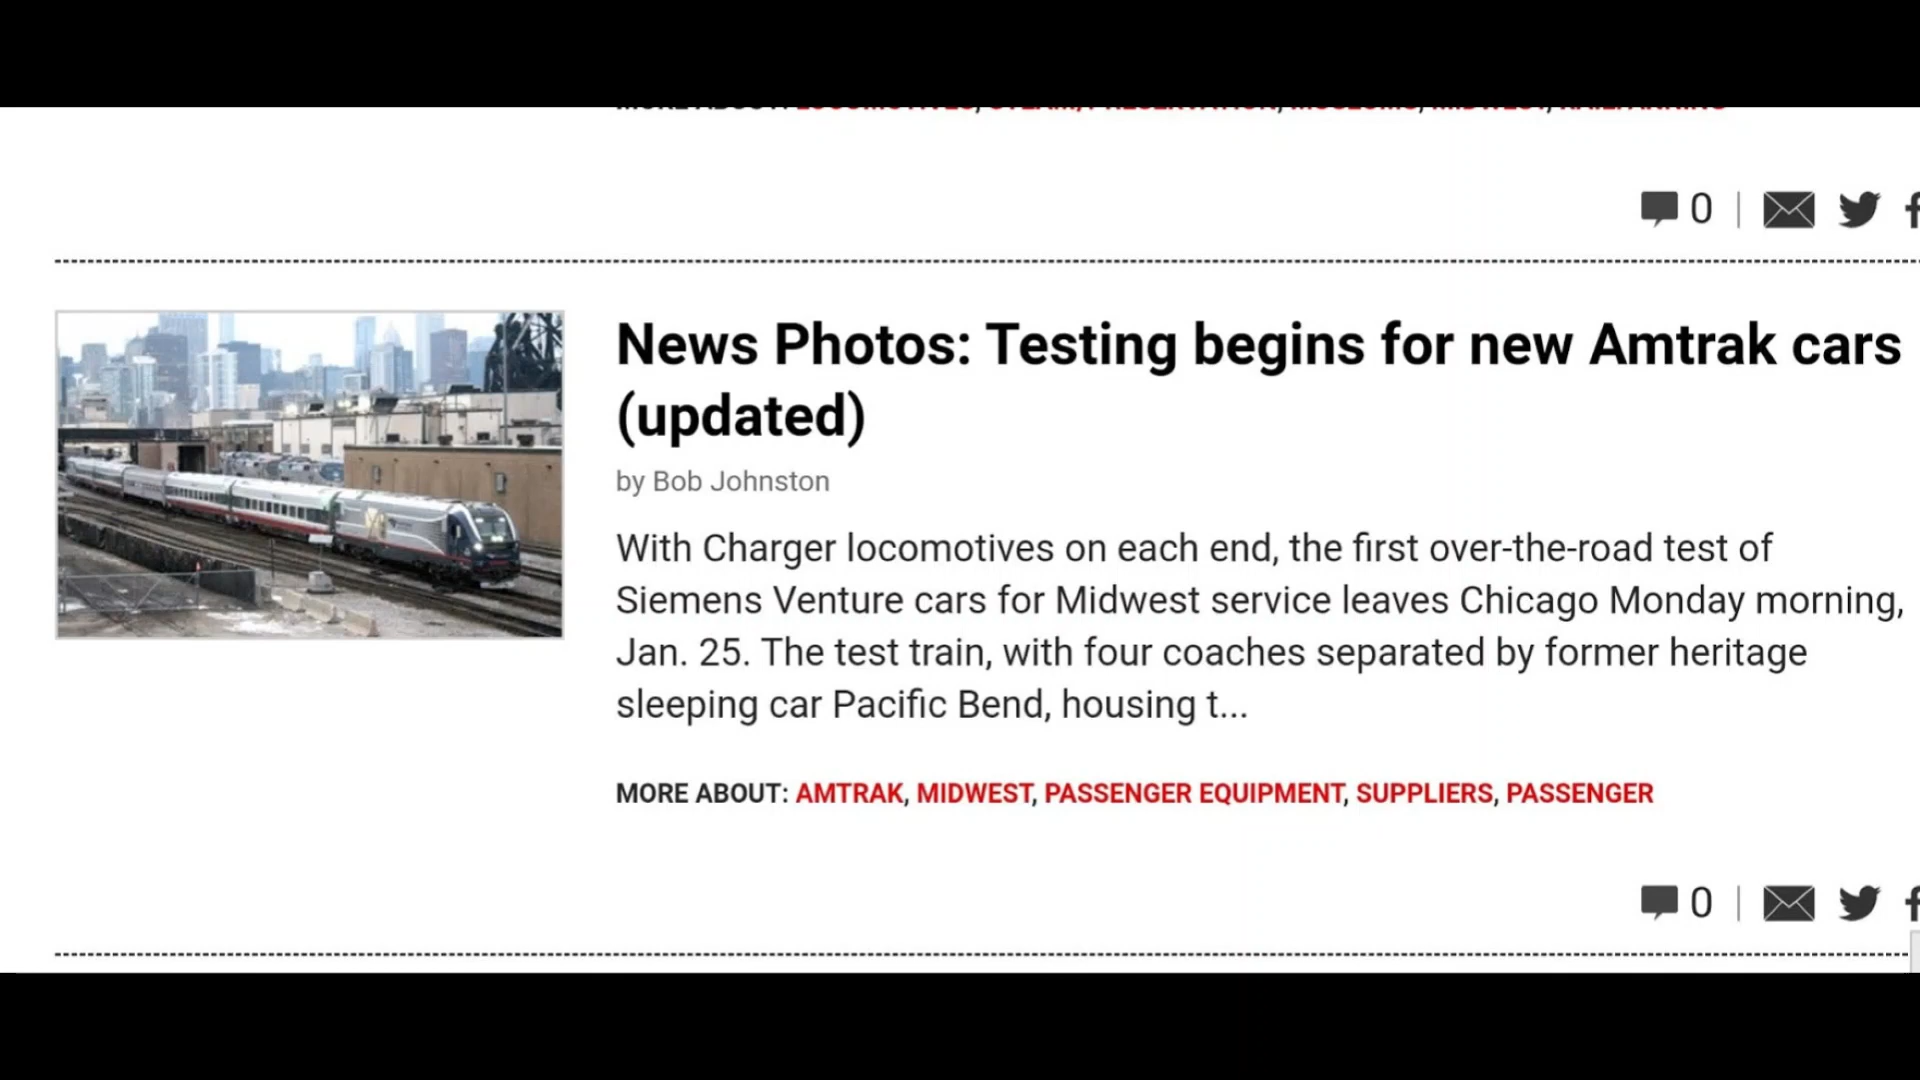 0 |
News Photos: Testing begins for new Amtrak cars
(updated)
by Bob Johnston
With Charger locomotives on each end, the first over-the-road test of
Siemens Venture cars for Midwest service leaves Chicago Monday morning,
Jan. 25. The test train, with four coaches separated by former heritage
sleeping car Pacific Bend, housing t...
MORE ABOUT: AMTRAK, MIDWEST, PASSENGER EQUIPMENT, SUPPLIERS, PASSENGER
0 |